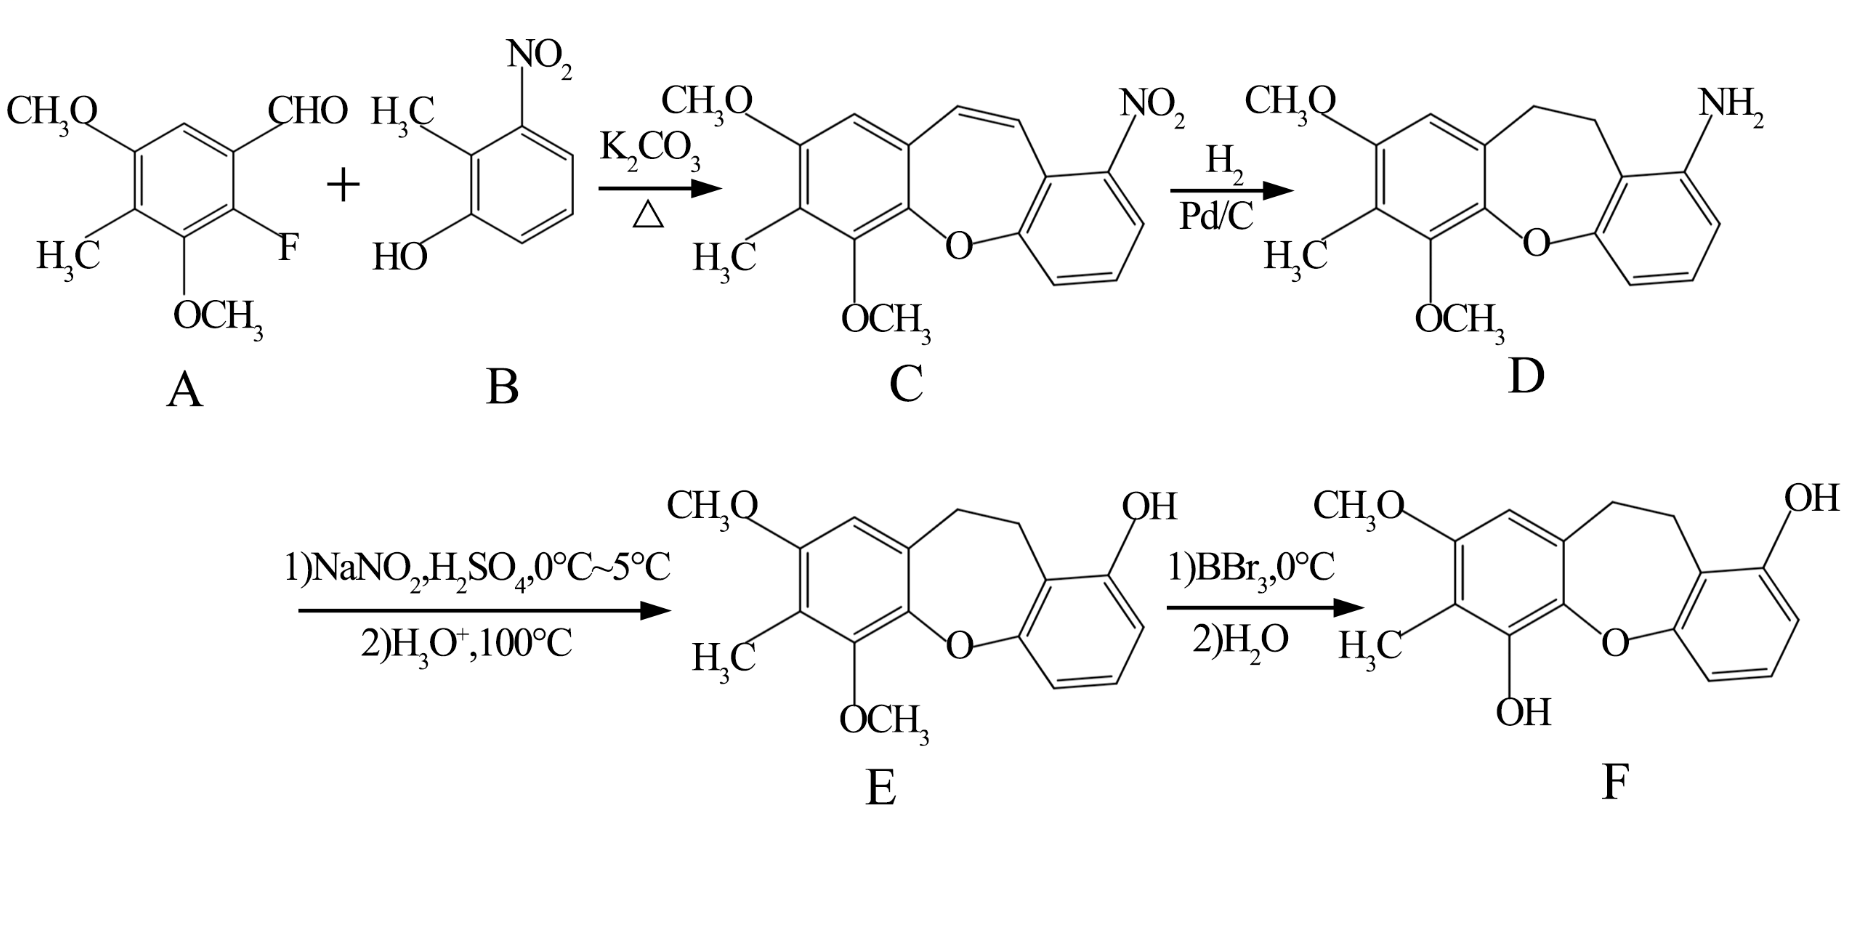 CH₃O
CHO
H₃C
F
OCH₃
A
+
NO₂
H₃C
HO
B
K₂CO₃
△
CH₃O
NO₂
H₃C
O
OCH₃
C
H₂
Pd/C
CH₃O
NH₂
H₃C
O
OCH₃
D
1)NaNO₂,H₂SO₄,0°C~5°C
2)H₃O⁺,100°C
CH₃O
OH
H₃C
O
OCH₃
E
1)BBr₃,0°C
2)H₂O
CH₃O
OH
H₃C
O
OH
F